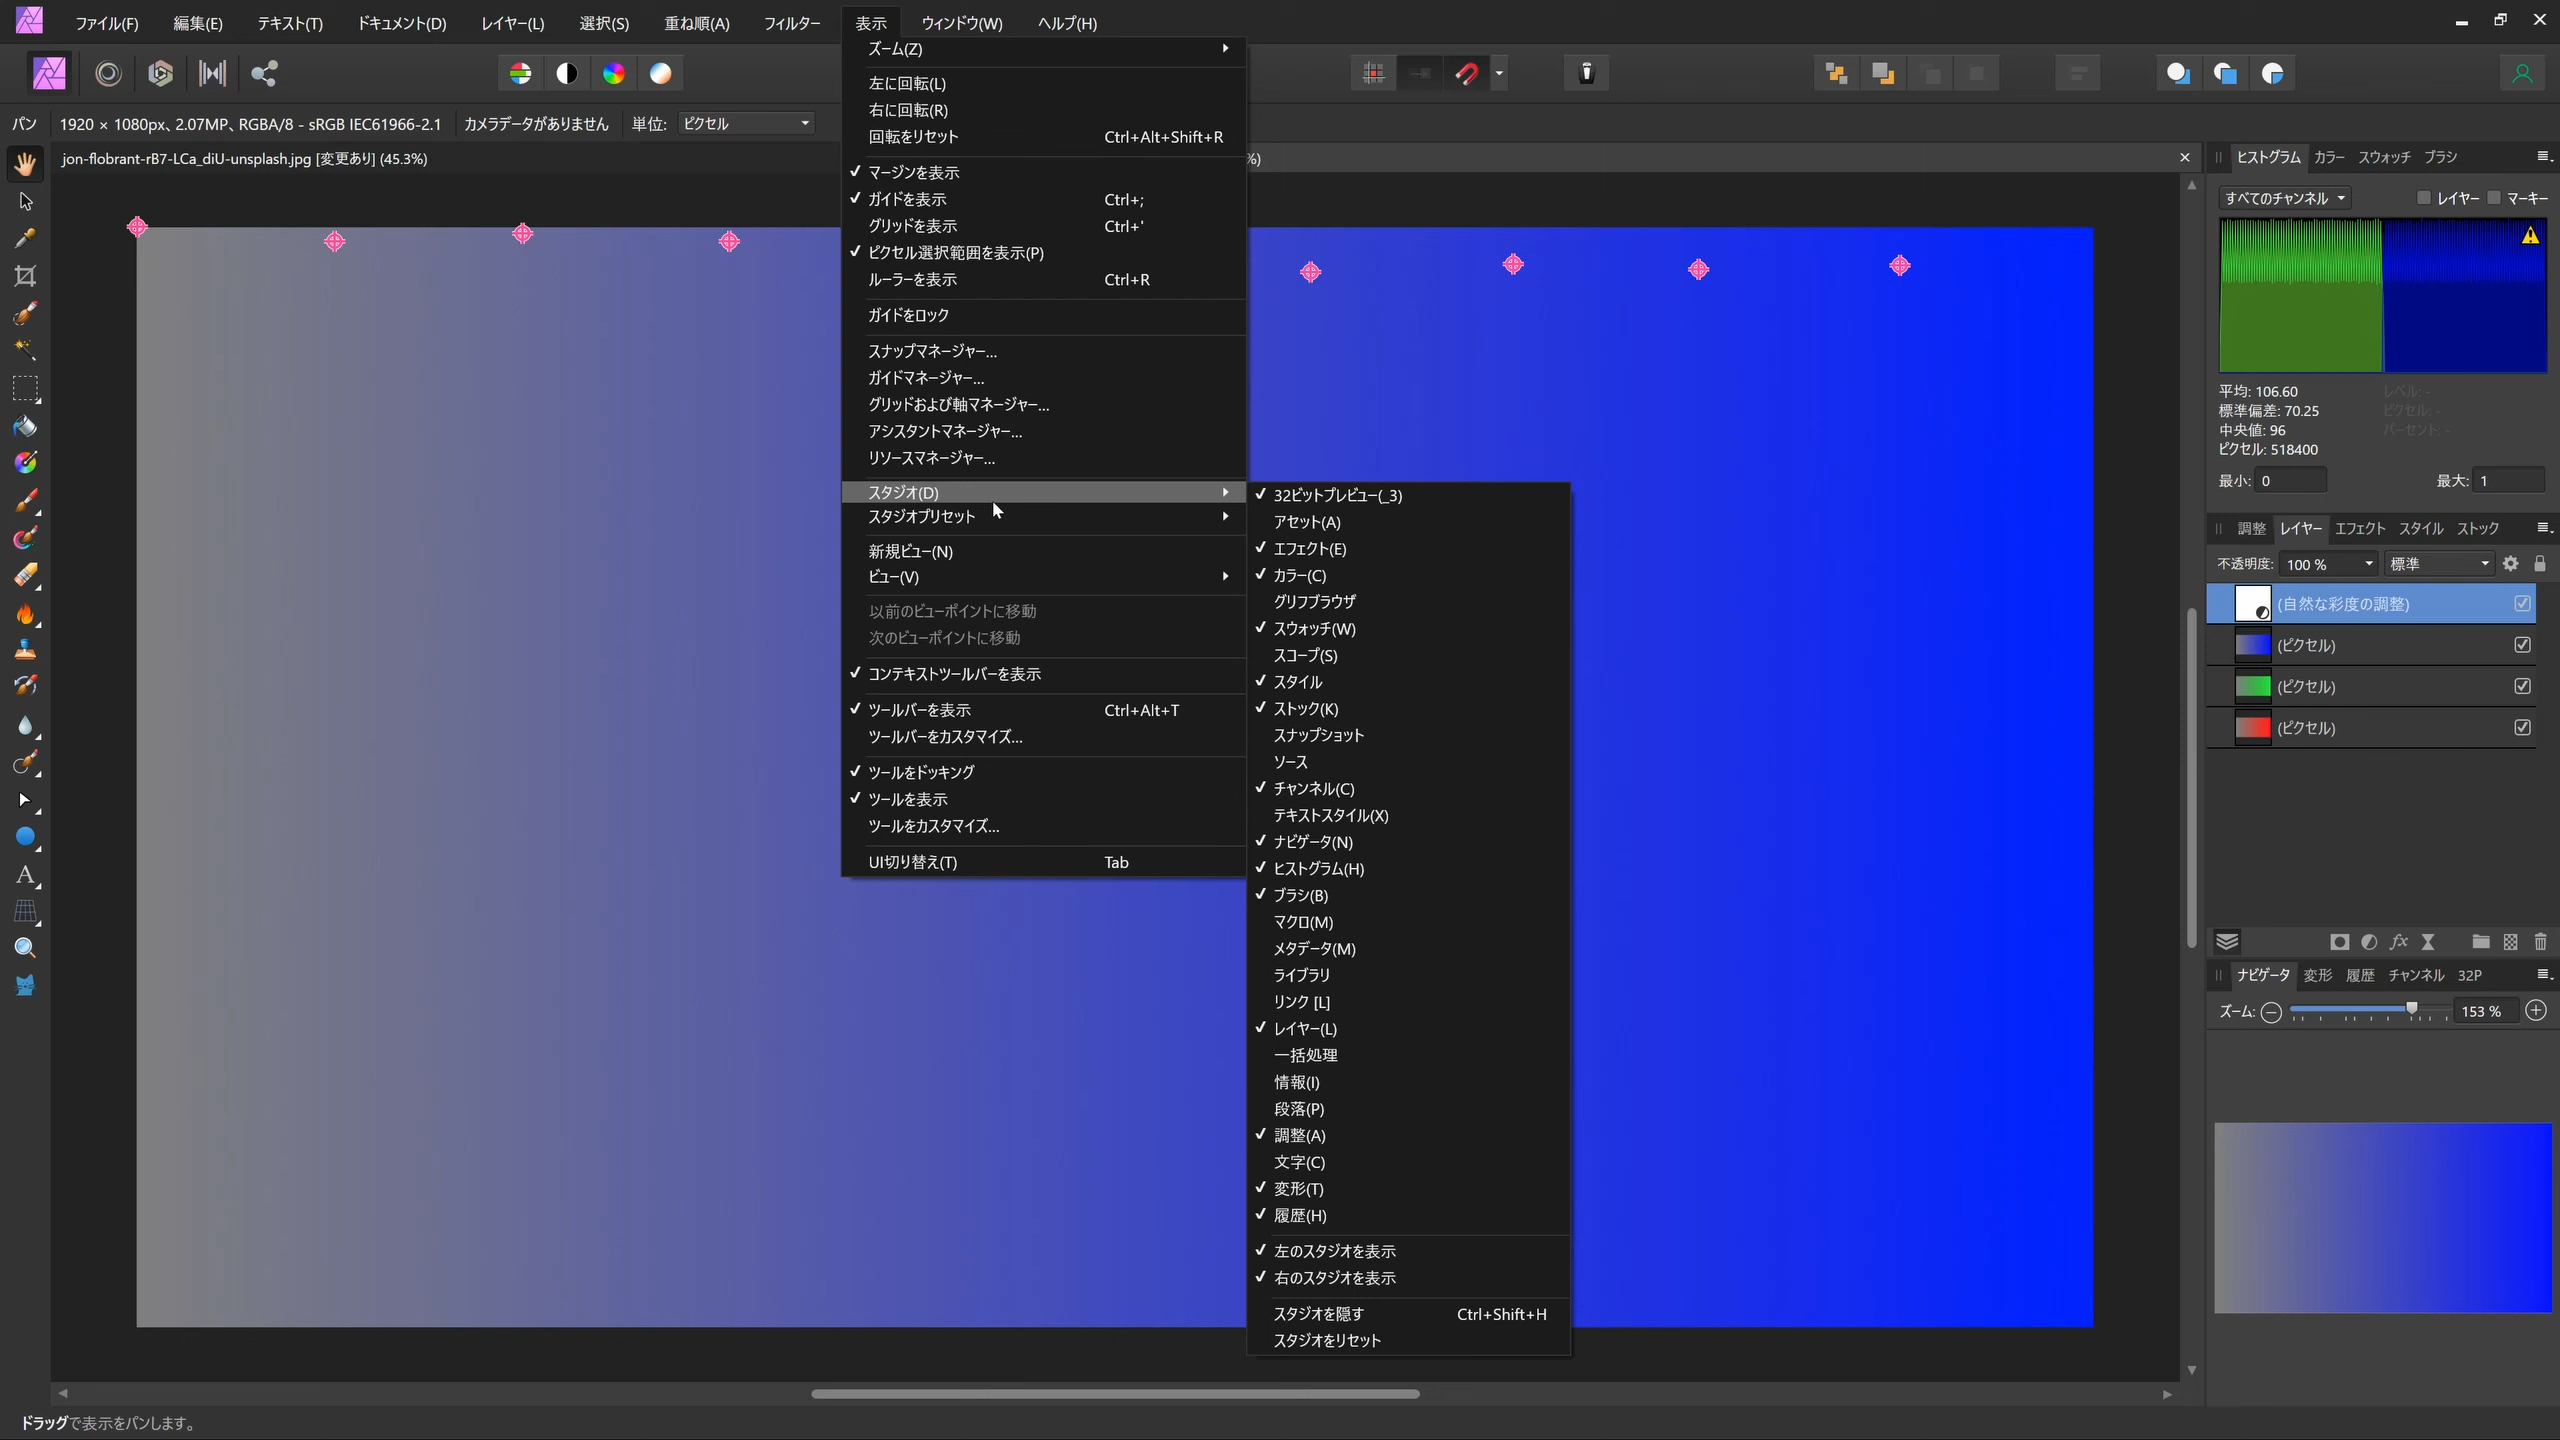 ファイル(F) 編集(E) テキスト(T) ドキュメント(D) レイヤー(L) 選択(S) 重ね順(A) フィルター 表示 ウィンドウ(W) ヘルプ(H)
パン 1920 × 1080px、2.07MP、RGBA/8 - sRGB IEC61966-2.1 カメラデータがありません 単位: ピクセル
jon-flobrant-rB7-LCa_diU-unsplash.jpg [変更あり] (45.3%)
%)
ズーム(Z)
左に回転(L)
右に回転(R)
回転をリセット Ctrl+Alt+Shift+R
マージンを表示
ガイドを表示 Ctrl+;
グリッドを表示 Ctrl+'
ピクセル選択範囲を表示(P)
ルーラーを表示 Ctrl+R
ガイドをロック
スナップマネージャー...
ガイドマネージャー...
グリッドおよび軸マネージャー...
アシスタントマネージャー...
リソースマネージャー...
スタジオ(D)
スタジオプリセット
新規ビュー(N)
ビュー(V)
以前のビューポイントに移動
次のビューポイントに移動
コンテキストツールバーを表示
ツールバーを表示 Ctrl+Alt+T
ツールバーをカスタマイズ...
ツールをドッキング
ツールを表示
ツールをカスタマイズ...
UI切り替え(T) Tab
32ビットプレビュー(_3)
アセット(A)
エフェクト(E)
カラー(C)
グリフブラウザ
スウォッチ(W)
スコープ(S)
スタイル
ストック(K)
スナップショット
ソース
チャンネル(C)
テキストスタイル(X)
ナビゲータ(N)
ヒストグラム(H)
ブラシ(B)
マクロ(M)
メタデータ(M)
ライブラリ
リンク [L]
レイヤー(L)
一括処理
情報(I)
段落(P)
調整(A)
文字(C)
変形(T)
履歴(H)
左のスタジオを表示
右のスタジオを表示
スタジオを隠す Ctrl+Shift+H
スタジオをリセット
ヒストグラム カラー スウォッチ ブラシ
すべてのチャンネル レイヤー マーキー
平均: 106.60 レベル: -
標準偏差: 70.25 ピクセル: -
中央値: 96 パーセント: -
ピクセル: 518400
最小: 0 最大: 1
調整 レイヤー エフェクト スタイル ストック
不透明度: 100 % 標準
(自然な彩度の調整)
(ピクセル)
(ピクセル)
(ピクセル)
ナビゲータ 変形 履歴 チャンネル 32P
ズーム: 153 %
ドラッグで表示をパンします。